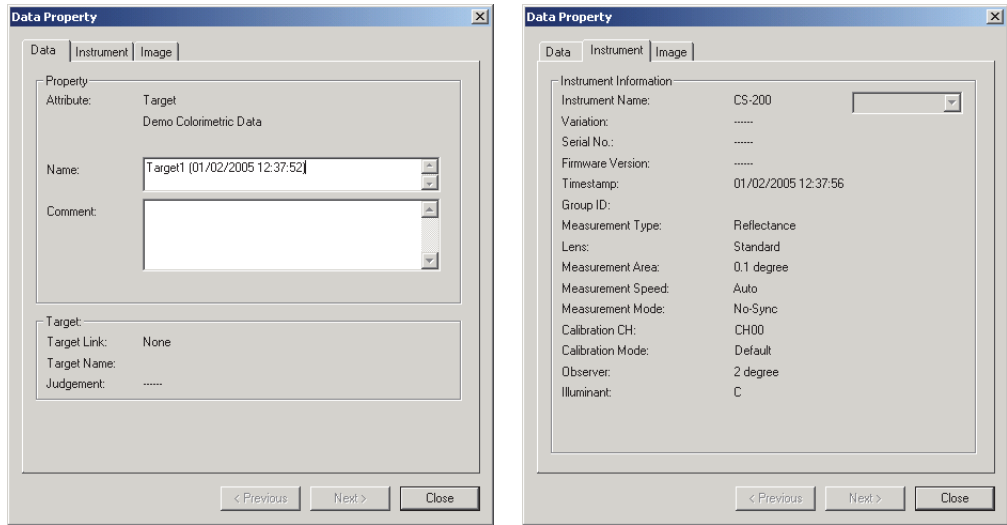 Data Property
Data Instrument Image
Property
Attribute: Target
Demo Colorimetric Data
Name: Target1 (01/02/2005 12:37:52)
Comment:
Target:
Target Link: None
Target Name:
Judgement: ------
< Previous Next > Close
Data Property
Data Instrument Image
Instrument Information
Instrument Name: CS-200
Variation: ------
Serial No.: ------
Firmware Version: ------
Timestamp: 01/02/2005 12:37:56
Group ID:
Measurement Type: Reflectance
Lens: Standard
Measurement Area: 0.1 degree
Measurement Speed: Auto
Measurement Mode: No-Sync
Calibration CH: CH00
Calibration Mode: Default
Observer: 2 degree
Illuminant: C
< Previous Next > Close